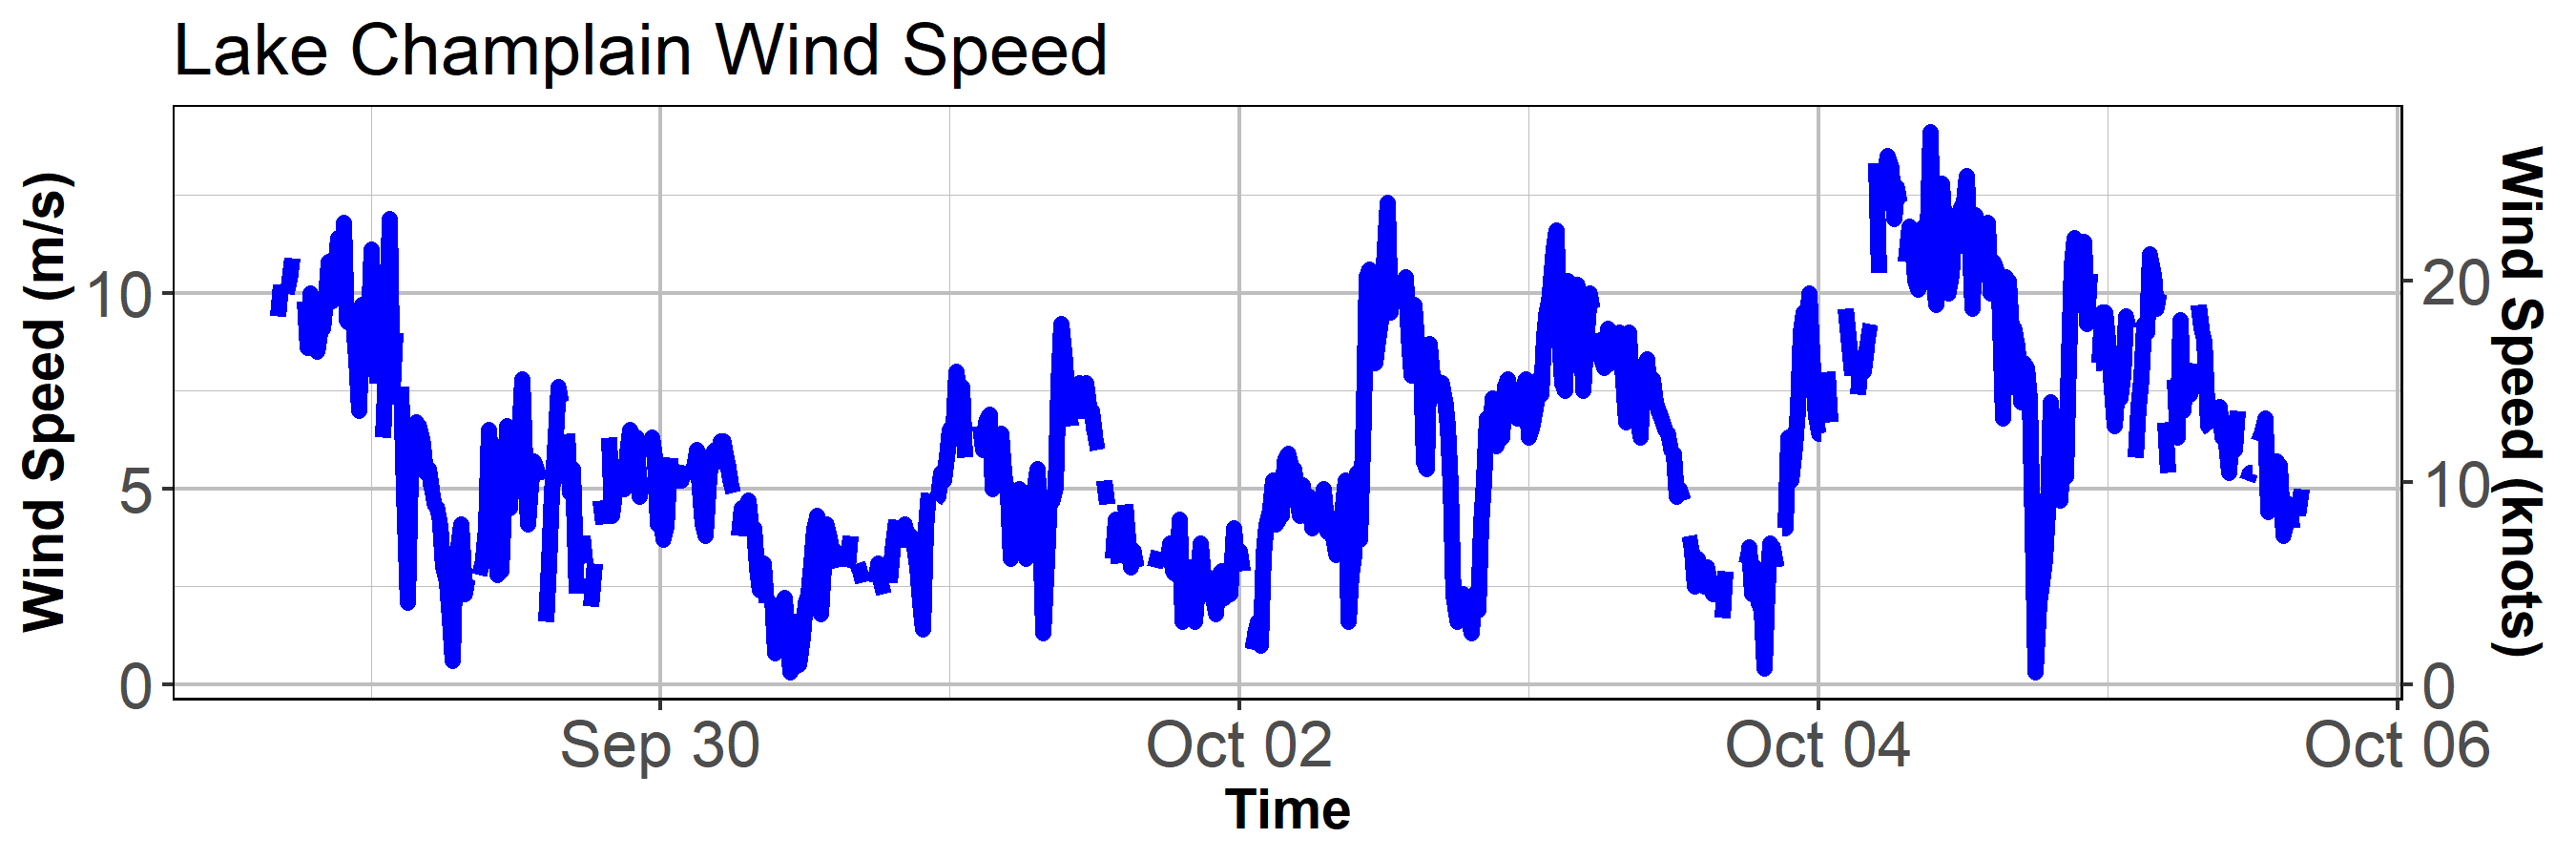 Lake Champlain Wind Speed
Wind Speed (m/s)
10
5
0
20
10
0
Wind Speed (knots)
Sep 30
Oct 02
Oct 04
Oct 06
Time